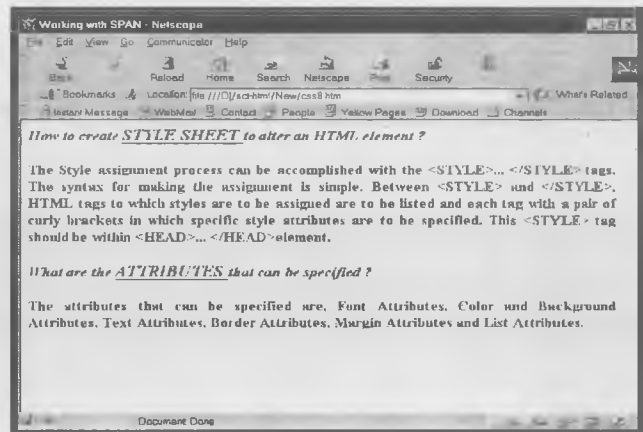 Working with SPAN - Netscape
File Edit View Go Communicator Help
Back Reload Home Search Netscape Print Security
Bookmarks Location: file:///D|/act-html/New/css8.htm What's Related
Instant Message WebMail Contact People Yellow Pages Download Channels
How to create STYLE SHEET to alter an HTML element ?
The Style assignment process can be accomplished with the <STYLE>... </STYLE> tags.
The syntax for making the assignment is simple. Between <STYLE> and </STYLE>,
HTML tags to which styles are to be assigned are to be listed and each tag with a pair of
curly brackets in which specific style attributes are to be specified. This <STYLE> tag
should be within <HEAD>... </HEAD>element.
What are the ATTRIBUTES that can be specified ?
The attributes that can be specified are, Font Attributes, Color and Background
Attributes, Text Attributes, Border Attributes, Margin Attributes and List Attributes.
Document Done